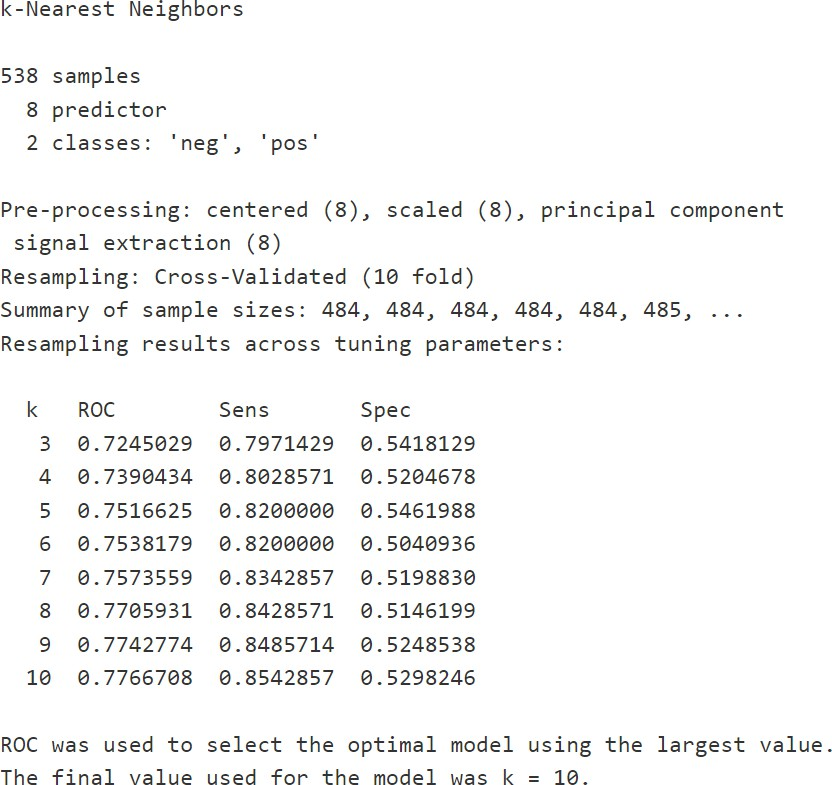 k-Nearest Neighbors
538 samples
8 predictor
2 classes: 'neg', 'pos'
Pre-processing: centered (8), scaled (8), principal component
signal extraction (8)
Resampling: Cross-Validated (10 fold)
Summary of sample sizes: 484, 484, 484, 484, 484, 485, ...
Resampling results across tuning parameters:
k ROC Sens Spec
3 0.7245029 0.7971429 0.5418129
4 0.7390434 0.8028571 0.5204678
5 0.7516625 0.8200000 0.5461988
6 0.7538179 0.8200000 0.5040936
7 0.7573559 0.8342857 0.5198830
8 0.7705931 0.8428571 0.5146199
9 0.7742774 0.8485714 0.5248538
10 0.7766708 0.8542857 0.5298246
ROC was used to select the optimal model using the largest value.
The final value used for the model was k = 10.